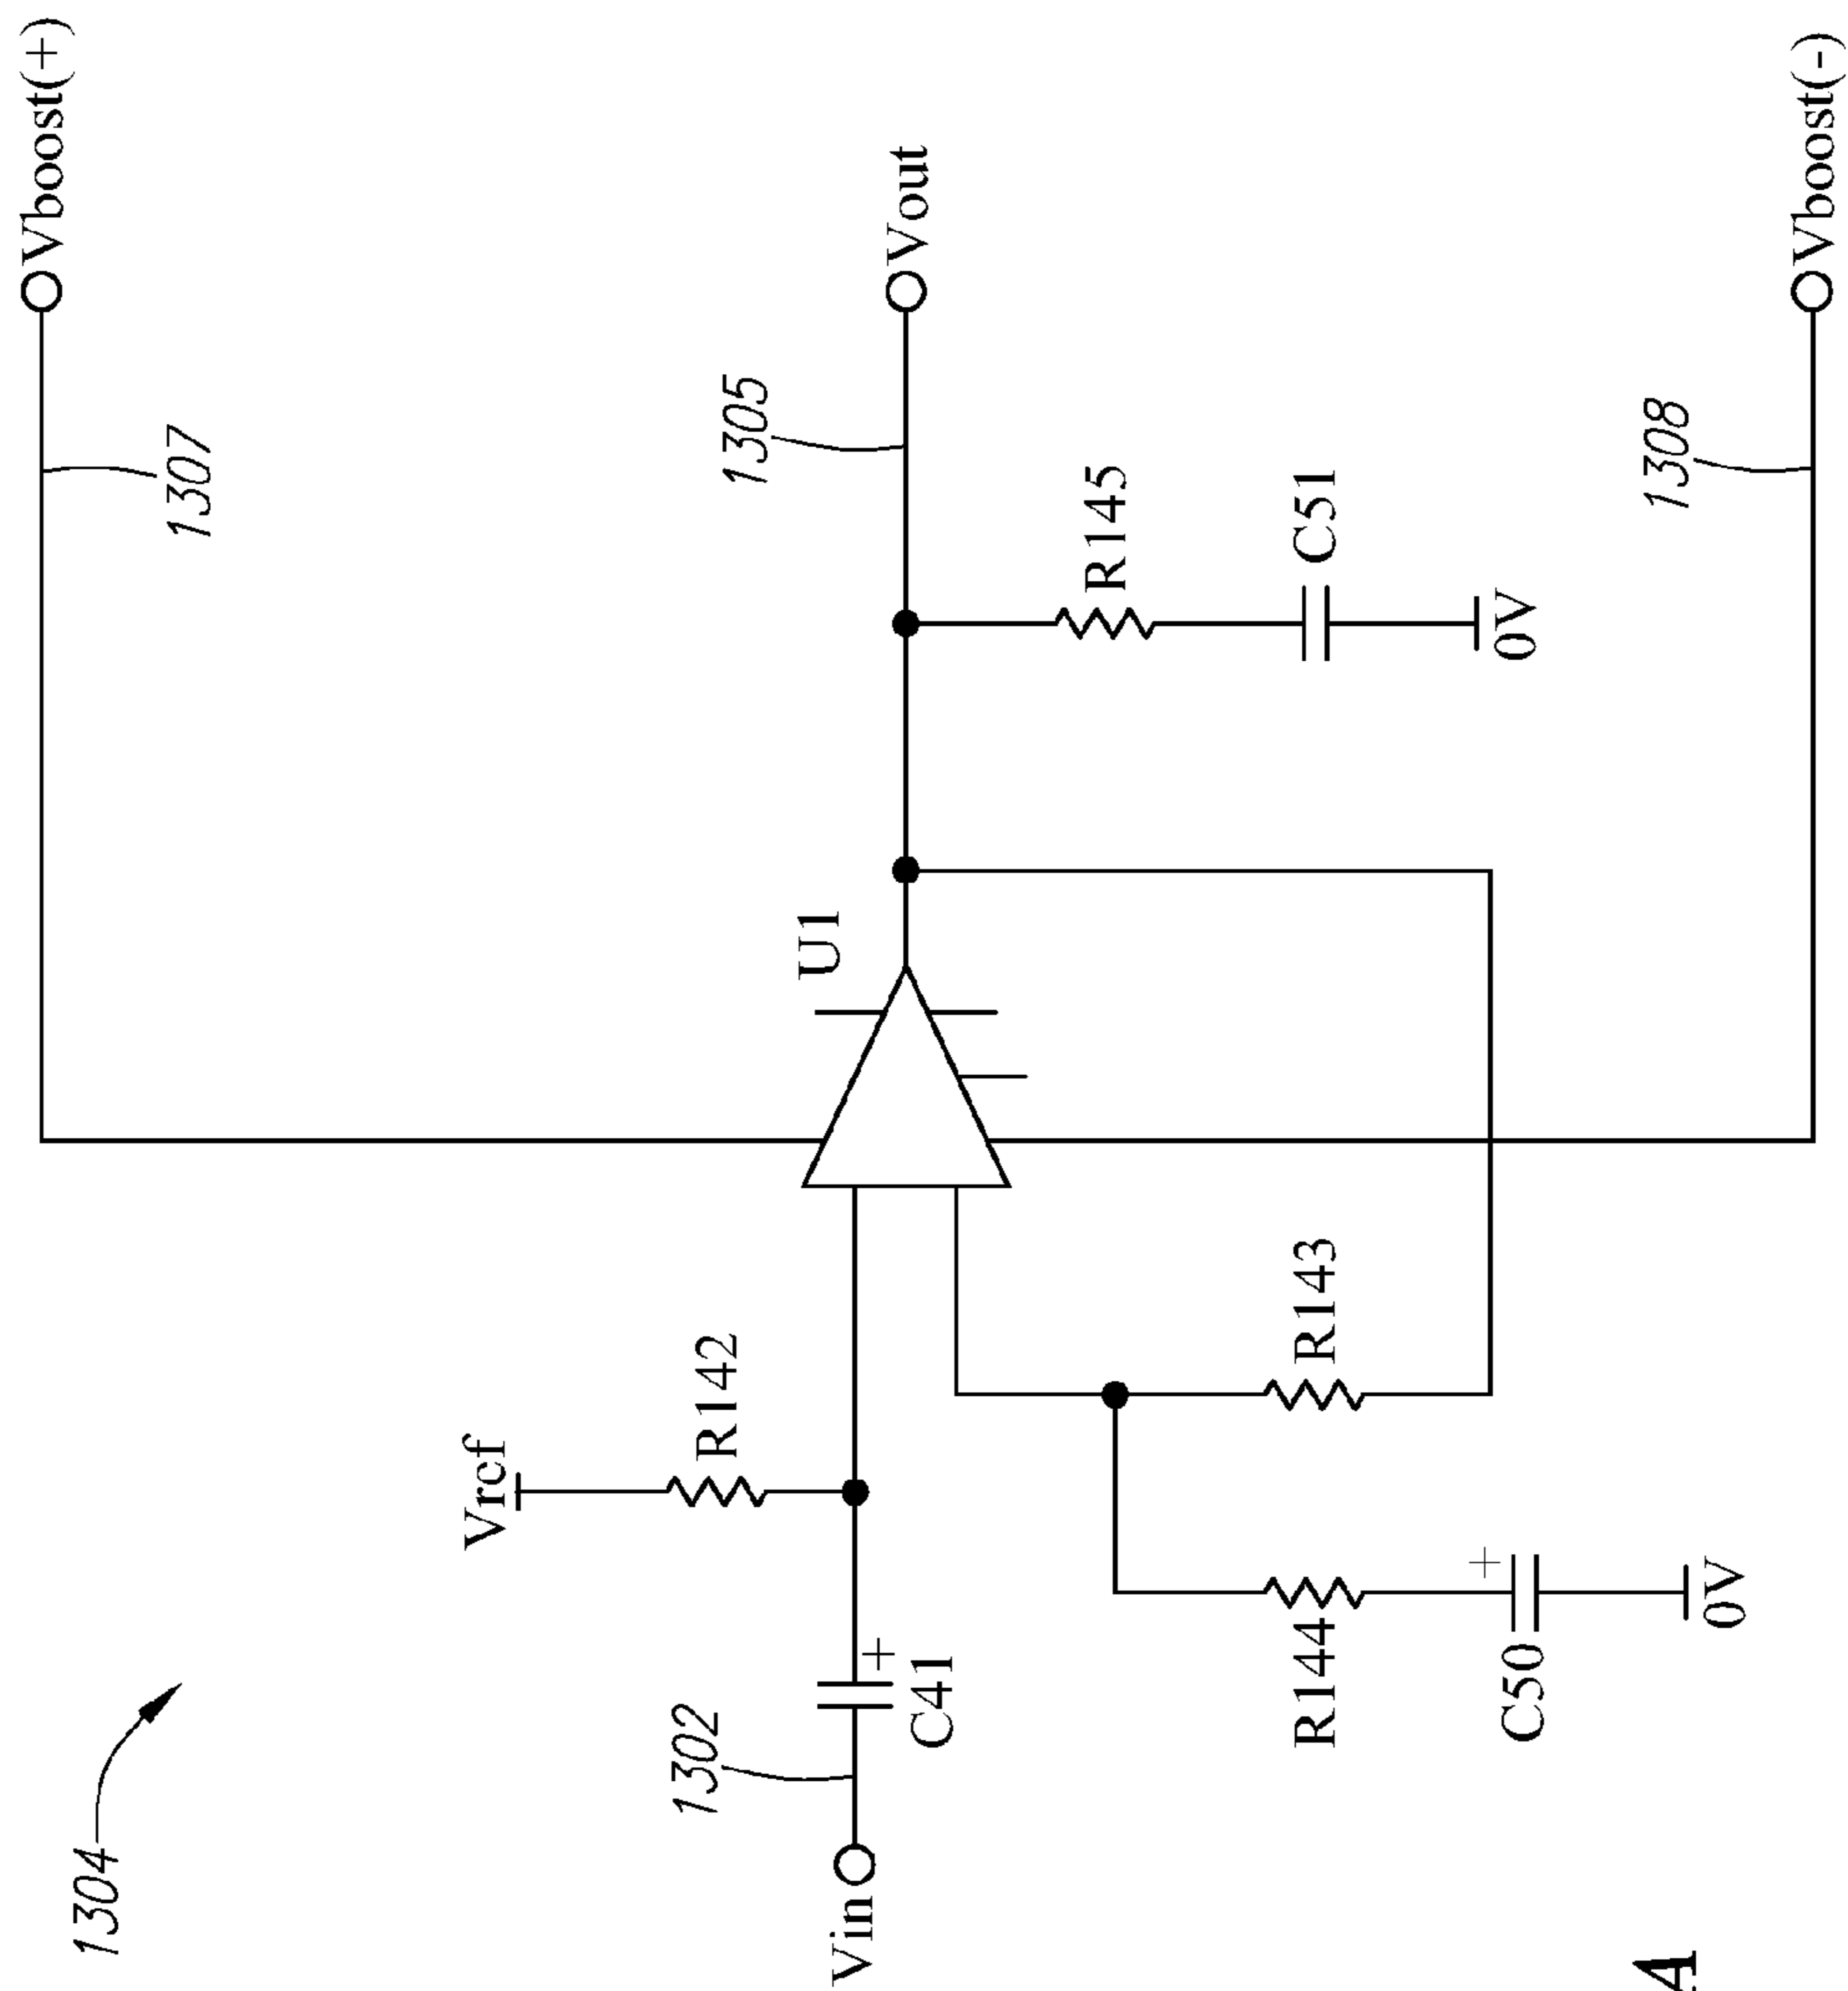 1304
Vboost(+)
1307
Vref
R142
1302
Vin
C41
+
U1
1305
Vout
R145
C51
0V
R143
R144
+
C50
0V
1308
Vboost(-)
A